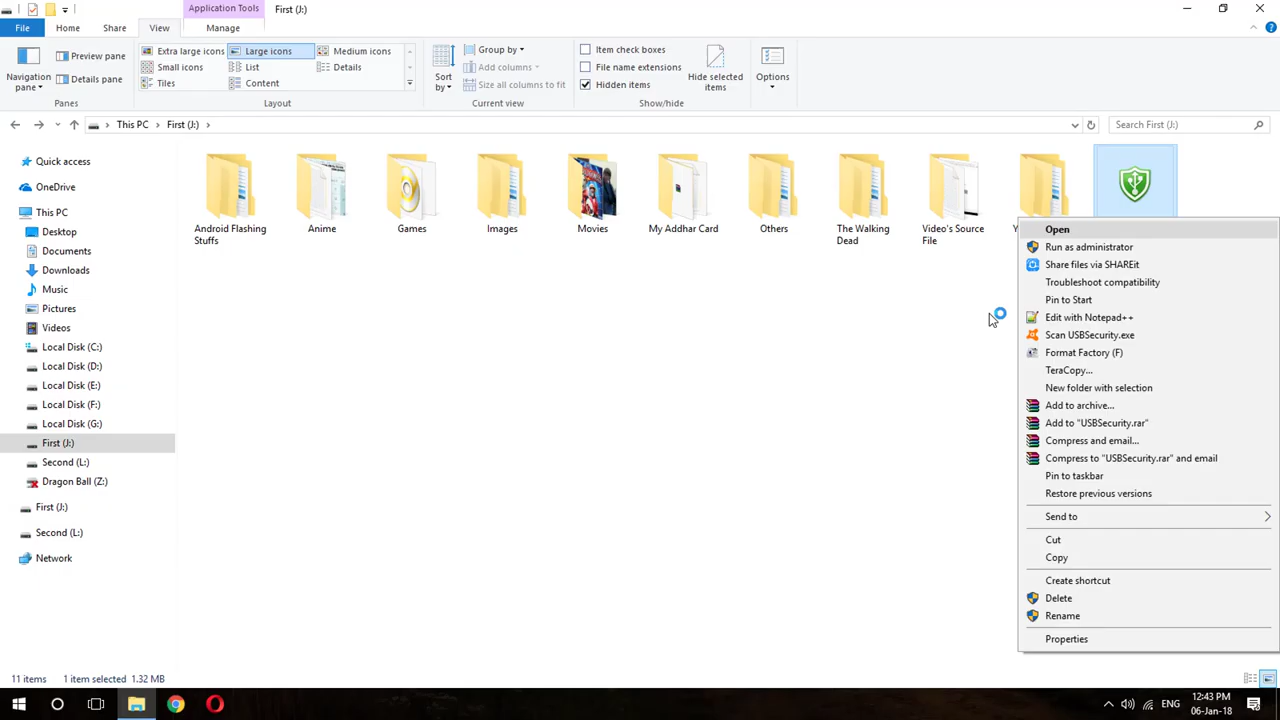 Application Tools
First (J:)
File
Home
Share
View
Manage
Preview pane
Details pane
Navigation
pane
Panes
Extra large icons
Large icons
Medium icons
Small icons
List
Details
Tiles
Content
Layout
Sort
by
Group by
Add columns
Size all columns to fit
Current view
Item check boxes
File name extensions
Hidden items
Hide selected
items
Show/hide
Options
This PC
First (J:)
Search First (J:)
Quick access
OneDrive
This PC
Desktop
Documents
Downloads
Music
Pictures
Videos
Local Disk (C:)
Local Disk (D:)
Local Disk (E:)
Local Disk (F:)
Local Disk (G:)
First (J:)
Second (L:)
Dragon Ball (Z:)
First (J:)
Second (L:)
Network
Android Flashing
Stuffs
Anime
Games
Images
Movies
My Addhar Card
Others
The Walking
Dead
Video's Source
File
Open
Run as administrator
Share files via SHAREit
Troubleshoot compatibility
Pin to Start
Edit with Notepad++
Scan USBSecurity.exe
Format Factory (F)
TeraCopy...
New folder with selection
Add to archive...
Add to "USBSecurity.rar"
Compress and email...
Compress to "USBSecurity.rar" and email
Pin to taskbar
Restore previous versions
Send to
Cut
Copy
Create shortcut
Delete
Rename
Properties
11 items
1 item selected 1.32 MB
ENG
12:43 PM
06-Jan-18